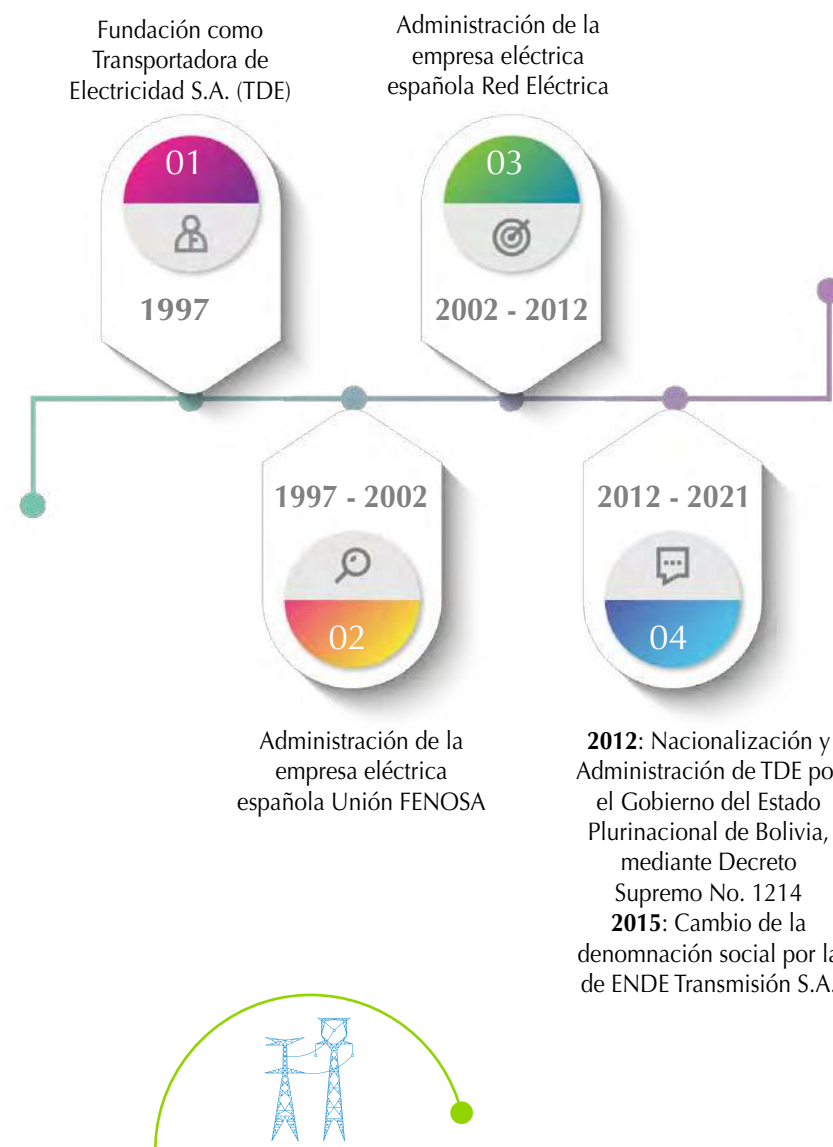 Fundación como
Transportadora de
Electricidad S.A. (TDE)
01
1997
Administración de la
empresa eléctrica
española Red Eléctrica
03
2002 - 2012
1997 - 2002
02
Administración de la
empresa eléctrica
española Unión FENOSA
2012 - 2021
04
2012: Nacionalización y
Administración de TDE po
el Gobierno del Estado
Plurinacional de Bolivia,
mediante Decreto
Supremo No. 1214
2015: Cambio de la
denomnación social por la
de ENDE Transmisión S.A.